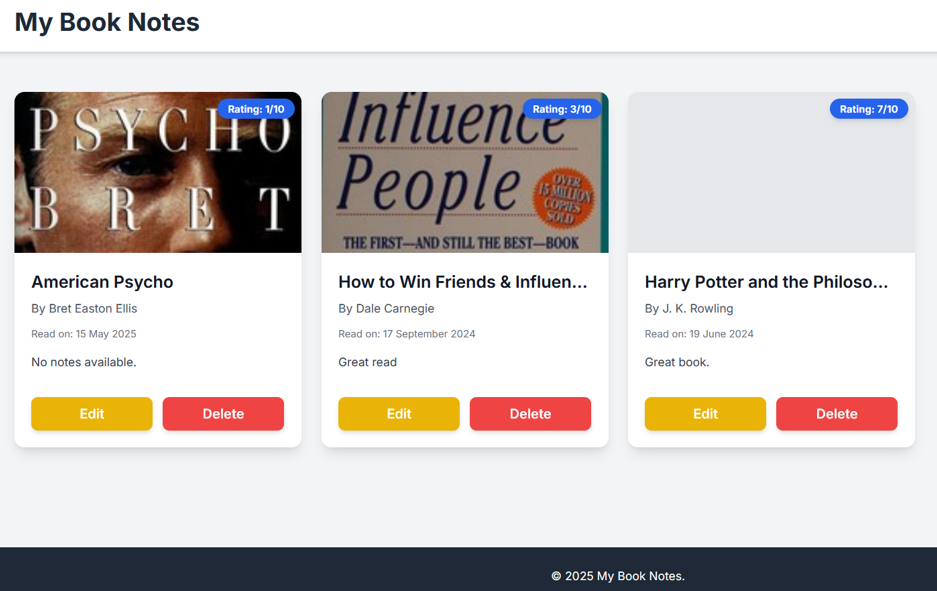 My Book Notes
PSYCHO
BRET
Rating: 1/10
Influence
People
OVER
15 MILLION
COPIES
SOLD
THE FIRST—AND STILL THE BEST—BOOK
Rating: 3/10
Rating: 7/10
American Psycho
By Bret Easton Ellis
Read on: 15 May 2025
No notes available.
Edit
Delete
How to Win Friends & Influen...
By Dale Carnegie
Read on: 17 September 2024
Great read
Edit
Delete
Harry Potter and the Philoso...
By J. K. Rowling
Read on: 19 June 2024
Great book.
Edit
Delete
© 2025 My Book Notes.